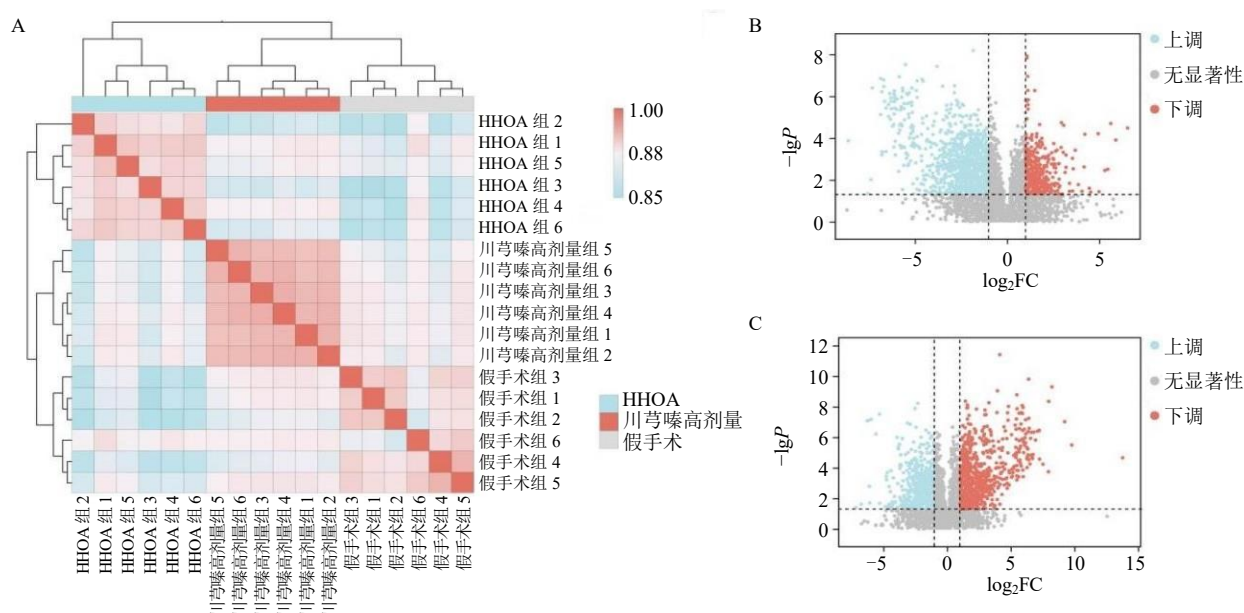 A
1.00
0.88
0.85
HHOA 组 2
HHOA 组 1
HHOA 组 5
HHOA 组 3
HHOA 组 4
HHOA 组 6
川芎嗪高剂量组 5
川芎嗪高剂量组 6
川芎嗪高剂量组 3
川芎嗪高剂量组 4
川芎嗪高剂量组 1
川芎嗪高剂量组 2
假手术组 3
假手术组 1
假手术组 2
假手术组 6
假手术组 4
假手术组 5
HHOA
川芎嗪高剂量
假手术
HHOA 组 2
HHOA 组 1
HHOA 组 5
HHOA 组 3
HHOA 组 4
HHOA 组 6
川芎嗪高剂量组 5
川芎嗪高剂量组 6
川芎嗪高剂量组 3
川芎嗪高剂量组 4
川芎嗪高剂量组 1
川芎嗪高剂量组 2
假手术组 3
假手术组 1
假手术组 2
假手术组 6
假手术组 4
假手术组 5
B
8
6
4
2
0
−lgP
−5 0 5
log₂FC
上调
无显著性
下调
C
12
10
8
6
4
2
0
−lgP
−5 0 5 10 15
log₂FC
上调
无显著性
下调